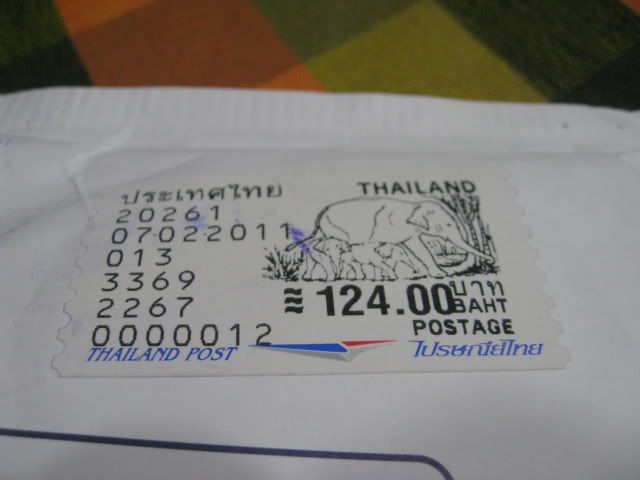 ประเทศไทย
THAILAND
20261
07022011
013
3369
2267
0000012
≈ 124.00 บาท
BAHT
POSTAGE
THAILAND POST
ไปรษณีย์ไทย